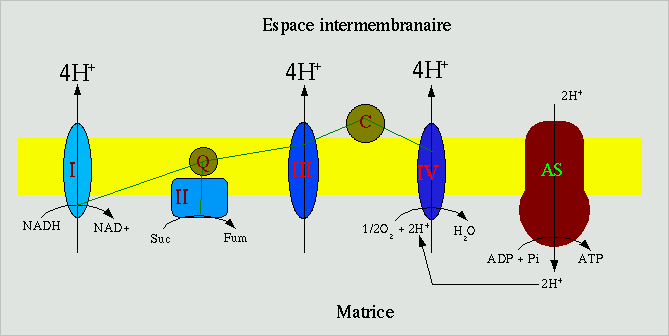 Espace intermembranaire
4H⁺
4H⁺
4H⁺
2H⁺
C
I
Q
III
IV
AS
II
NADH
NAD+
Suc
Fum
1/2O₂ + 2H⁺
H₂O
ADP + Pi
ATP
2H⁺
Matrice